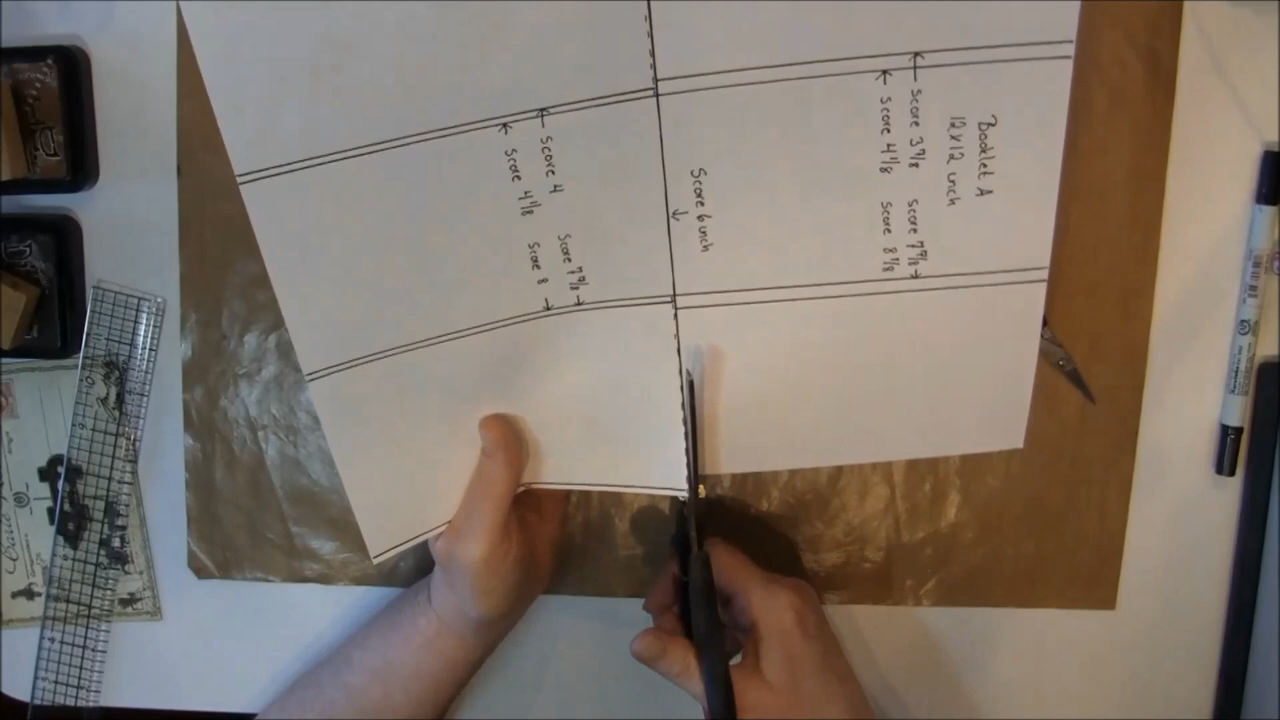 Booklet A
12x12 inch
Score 3 7/8 Score 7 7/8
Score 4 1/8 Score 8 1/8
Score 6 inch
Score 4 Score 7 7/8
Score 4 1/8 Score 8